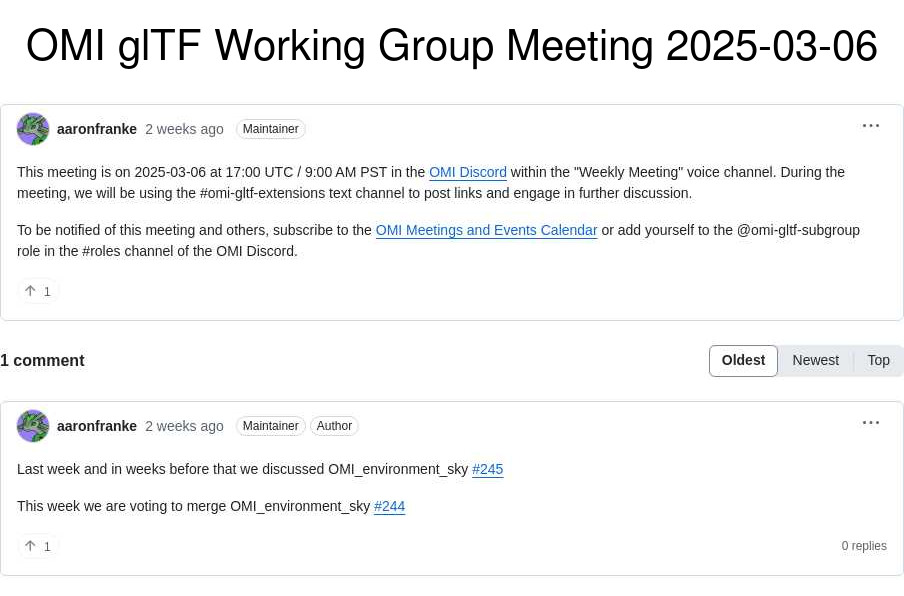 OMI glTF Working Group Meeting 2025-03-06
aaronfranke 2 weeks ago Maintainer
This meeting is on 2025-03-06 at 17:00 UTC / 9:00 AM PST in the OMI Discord within the "Weekly Meeting" voice channel. During the
meeting, we will be using the #omi-gltf-extensions text channel to post links and engage in further discussion.
To be notified of this meeting and others, subscribe to the OMI Meetings and Events Calendar or add yourself to the @omi-gltf-subgroup
role in the #roles channel of the OMI Discord.
1
1 comment Oldest Newest Top
aaronfranke 2 weeks ago Maintainer Author
Last week and in weeks before that we discussed OMI_environment_sky #245
This week we are voting to merge OMI_environment_sky #244
1 0 replies